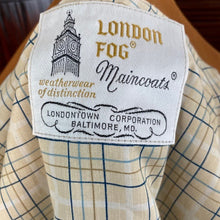 LONDON
FOG®
Maincoats®
weatherwear
of distinction
LONDONTOWN CORPORATION
BALTIMORE, MD.